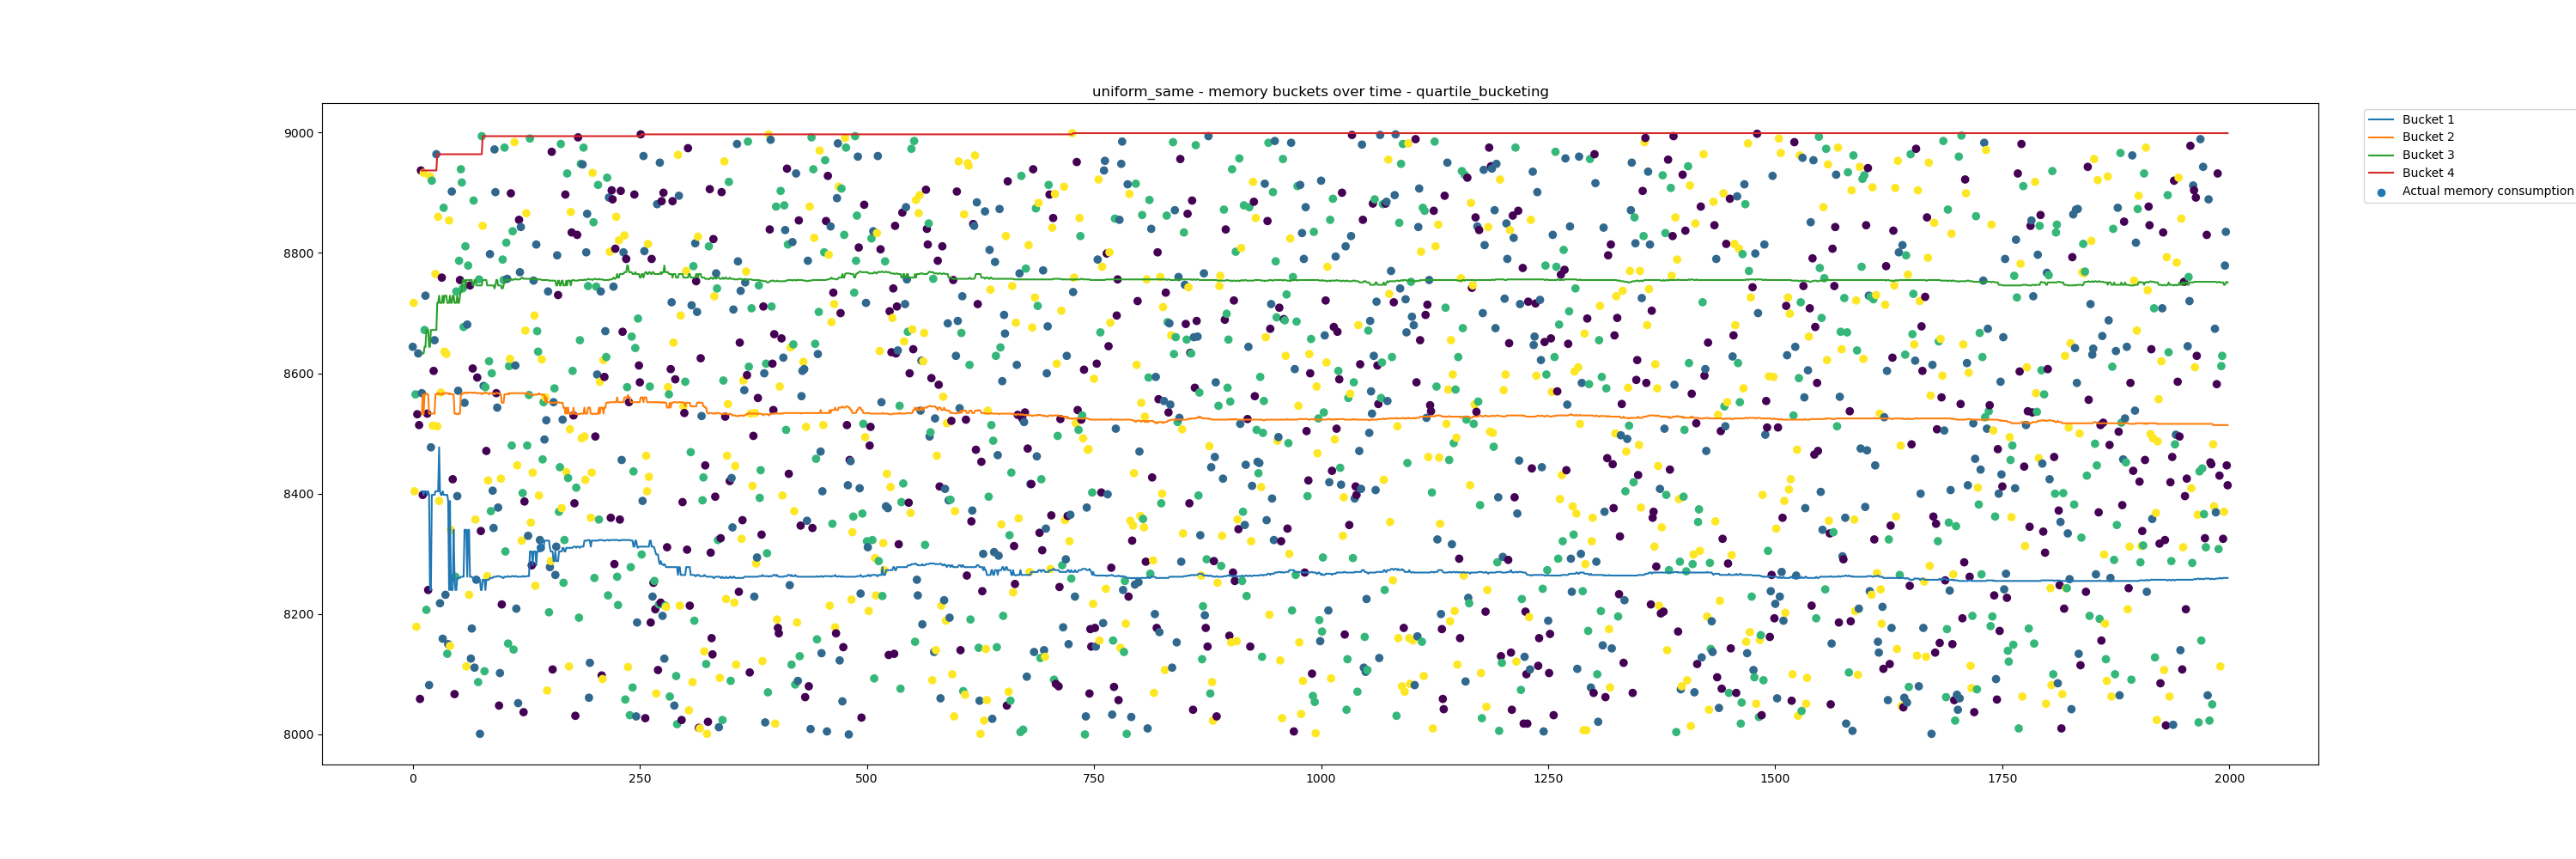 uniform_same - memory buckets over time - quartile_bucketing
9000
8800
8600
8400
8200
8000
0 250 500 750 1000 1250 1500 1750 2000
Bucket 1
Bucket 2
Bucket 3
Bucket 4
Actual memory consumption